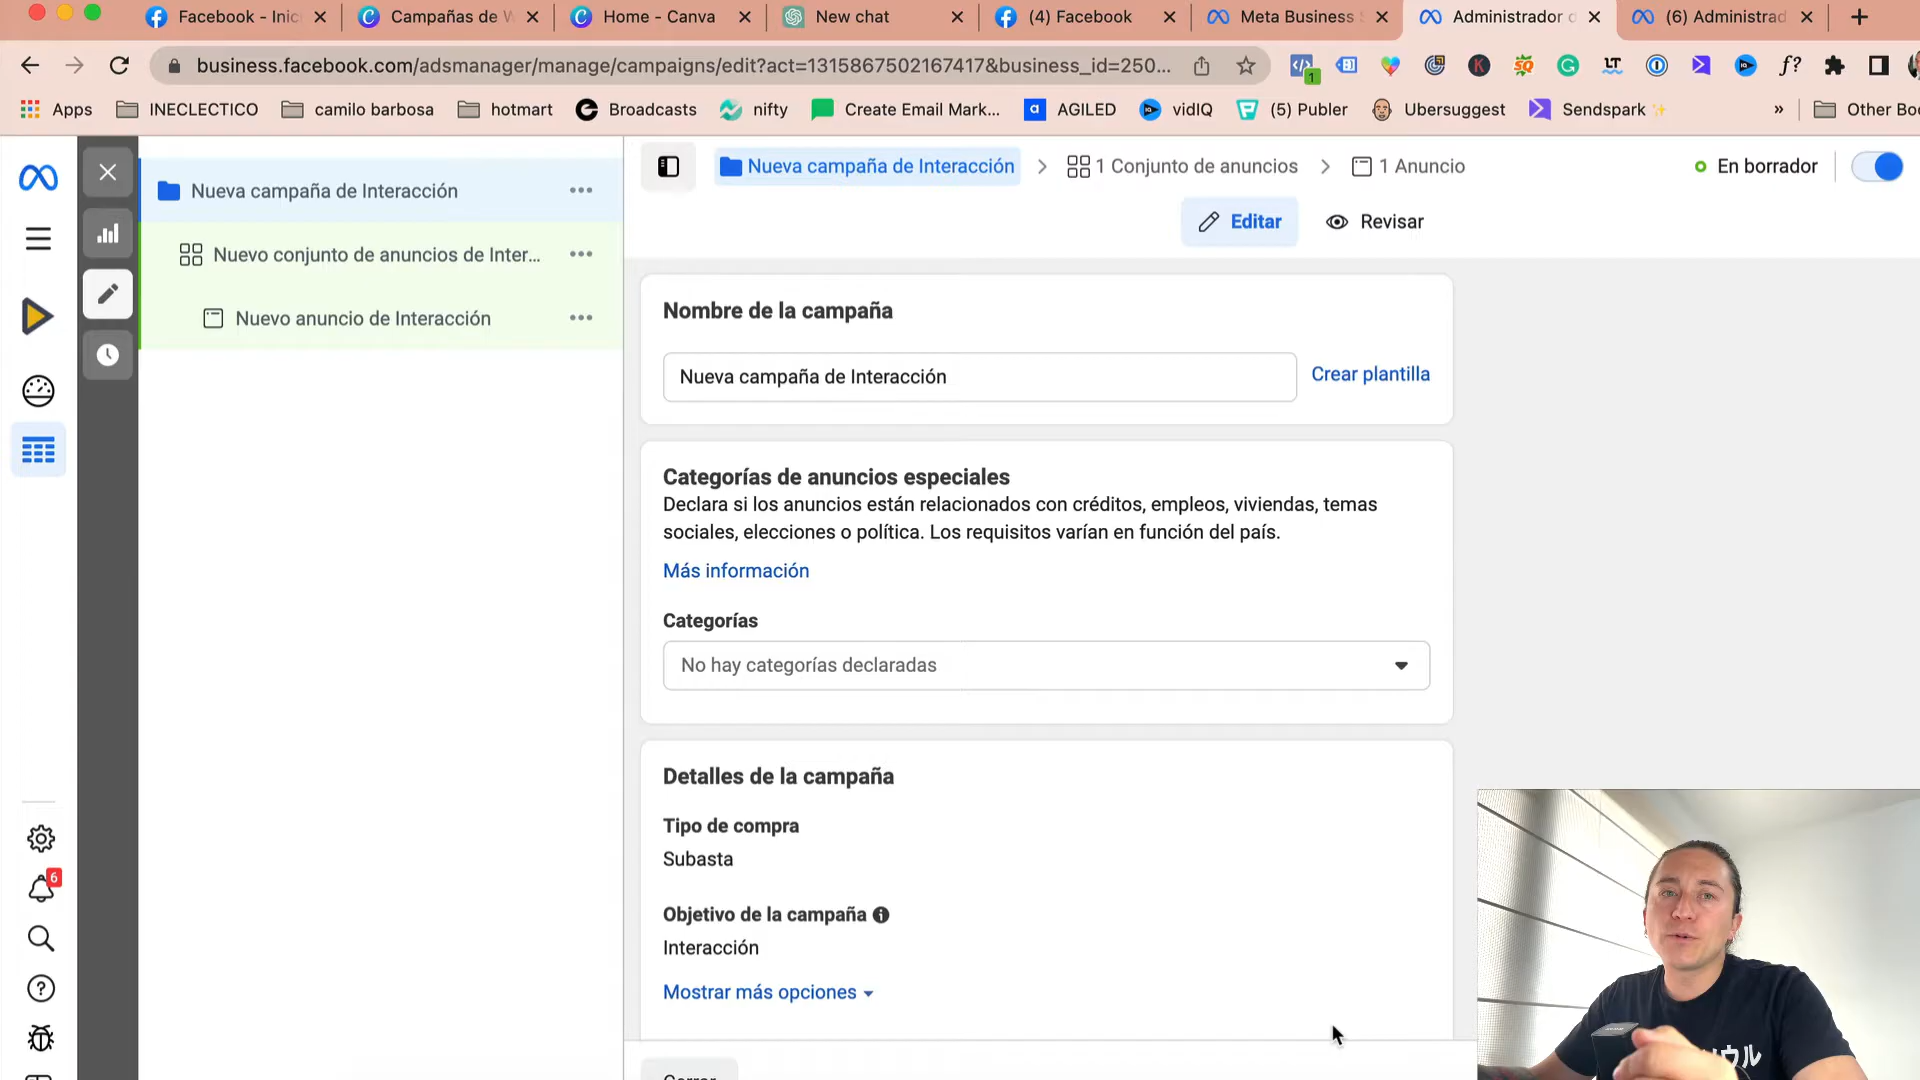 Facebook - Inic
Campañas de W
Home - Canva
New chat
(4) Facebook
Meta Business S
Administrador d
(6) Administrad
business.facebook.com/adsmanager/manage/campaigns/edit?act=1315867502167417&business_id=250...
1
Apps
INECLECTICO
camilo barbosa
hotmart
Broadcasts
nifty
Create Email Mark...
AGILED
vidIQ
(5) Publer
Ubersuggest
Sendspark
»
Other Boo
Nueva campaña de Interacción
Nuevo conjunto de anuncios de Inter...
Nuevo anuncio de Interacción
Nueva campaña de Interacción
1 Conjunto de anuncios
1 Anuncio
En borrador
Editar
Revisar
Nombre de la campaña
Nueva campaña de Interacción
Crear plantilla
Categorías de anuncios especiales
Declara si los anuncios están relacionados con créditos, empleos, viviendas, temas
sociales, elecciones o política. Los requisitos varían en función del país.
Más información
Categorías
No hay categorías declaradas
Detalles de la campaña
Tipo de compra
Subasta
Objetivo de la campaña
Interacción
Mostrar más opciones
Cerrar
6